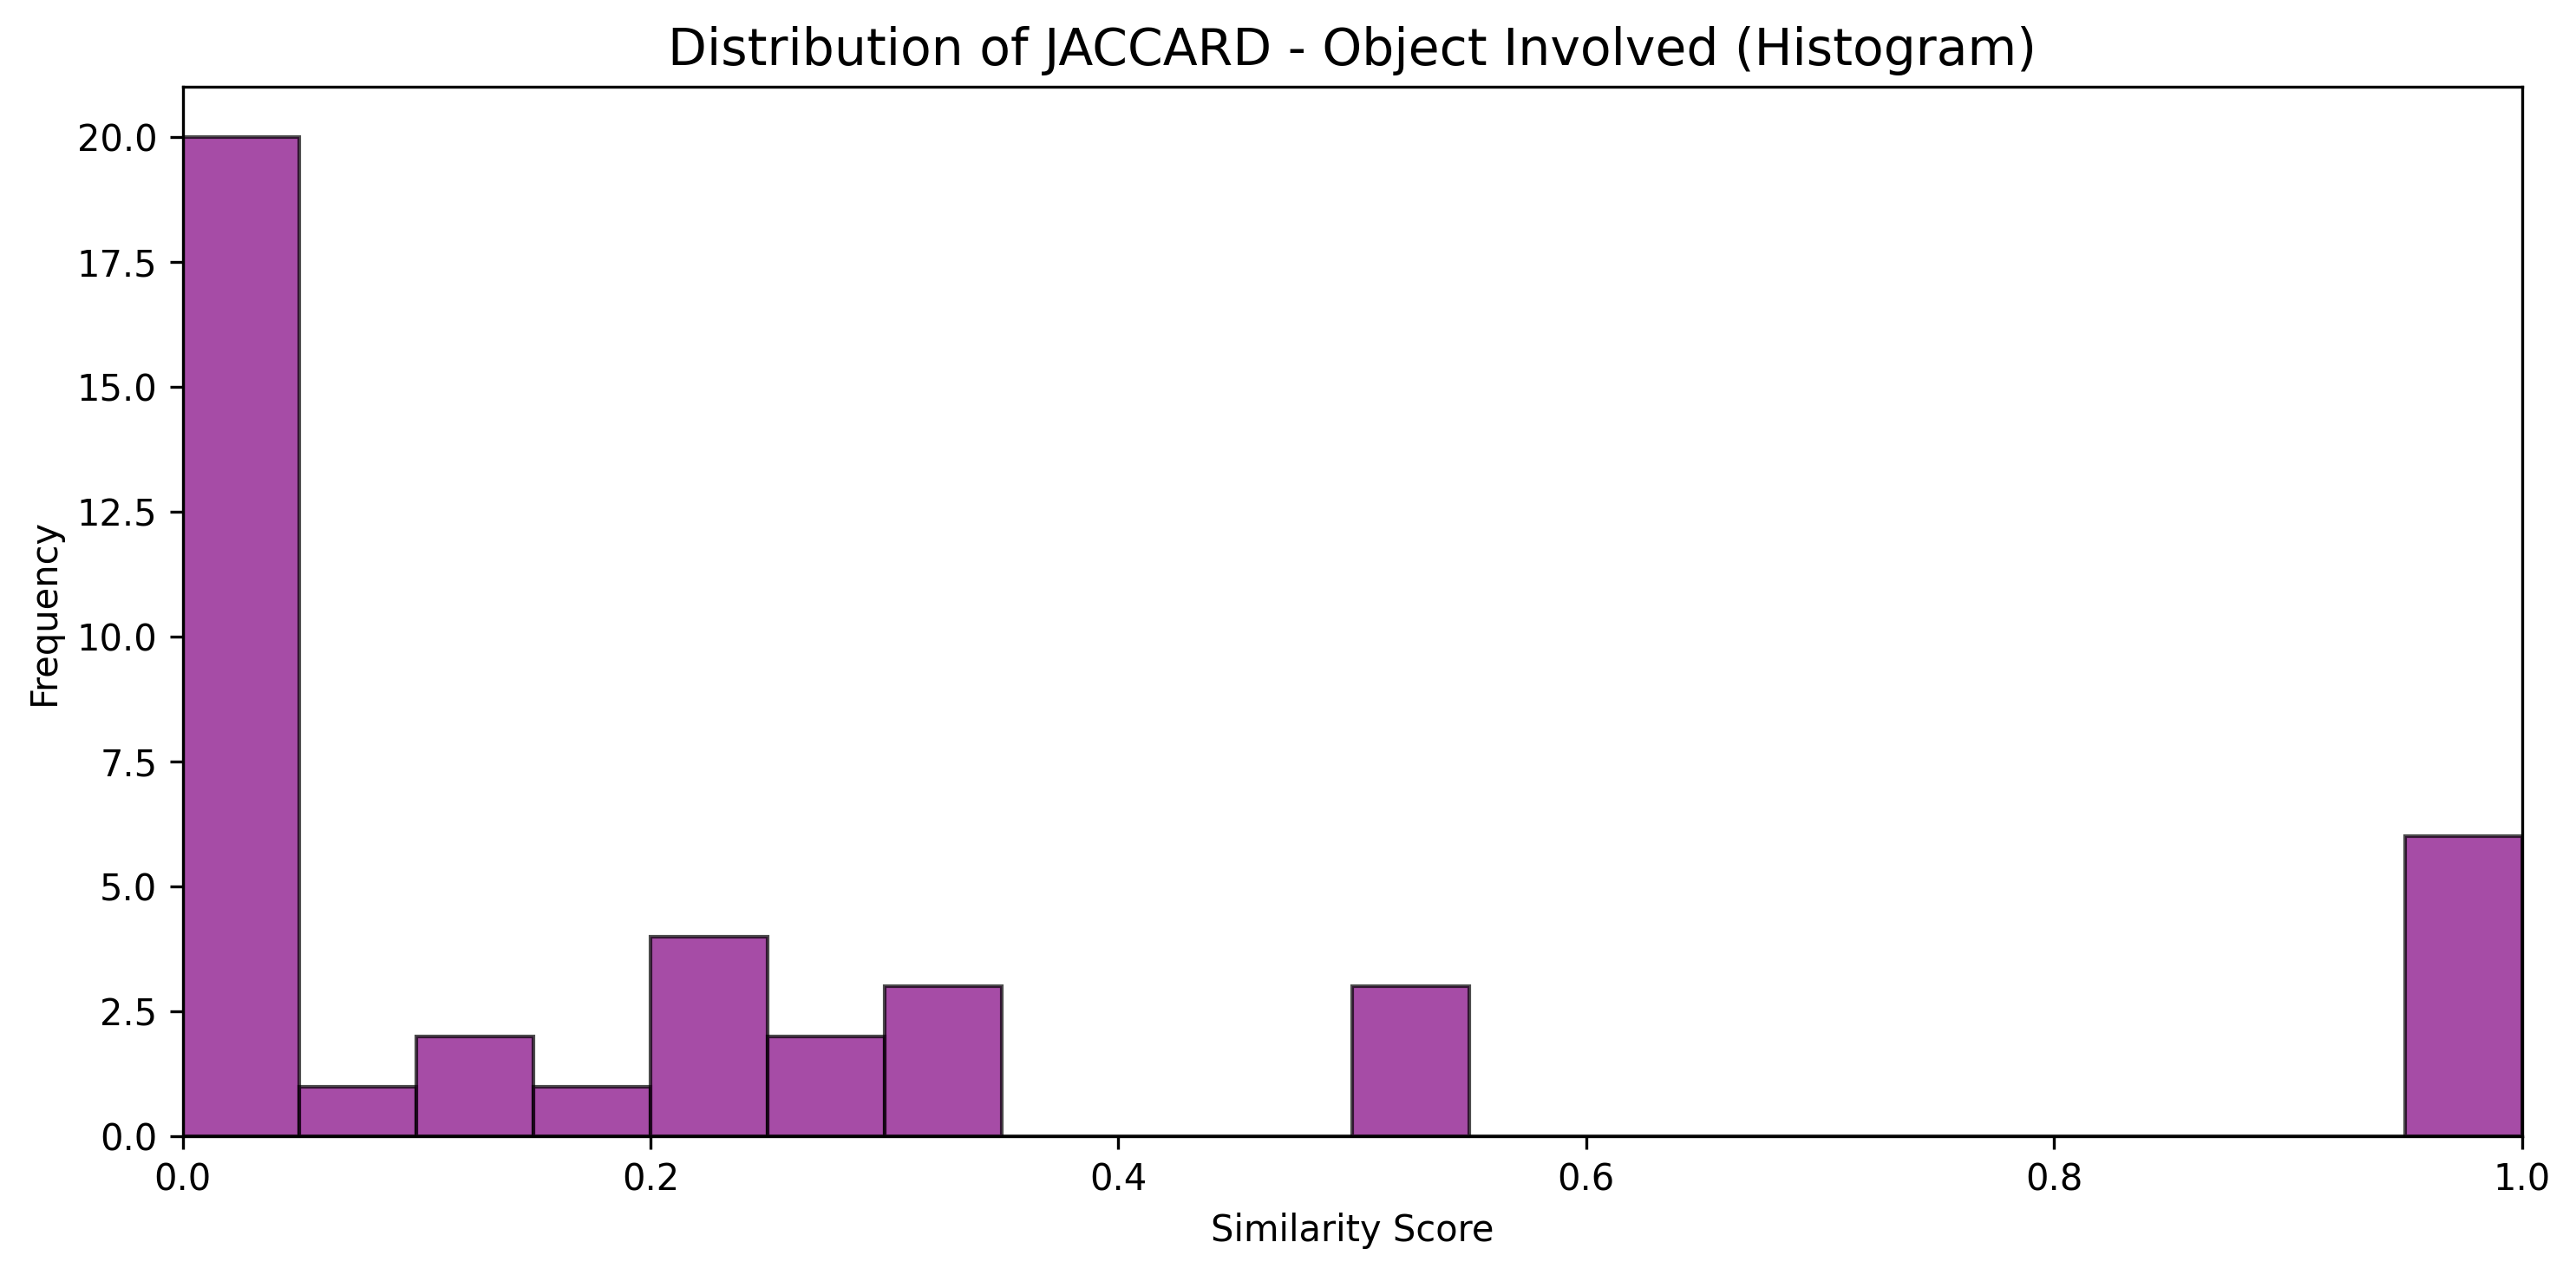 Distribution of JACCARD - Object Involved (Histogram)
20.0
17.5
15.0
12.5
10.0
7.5
5.0
2.5
0.0
Frequency
0.0 0.2 0.4 0.6 0.8 1.0
Similarity Score